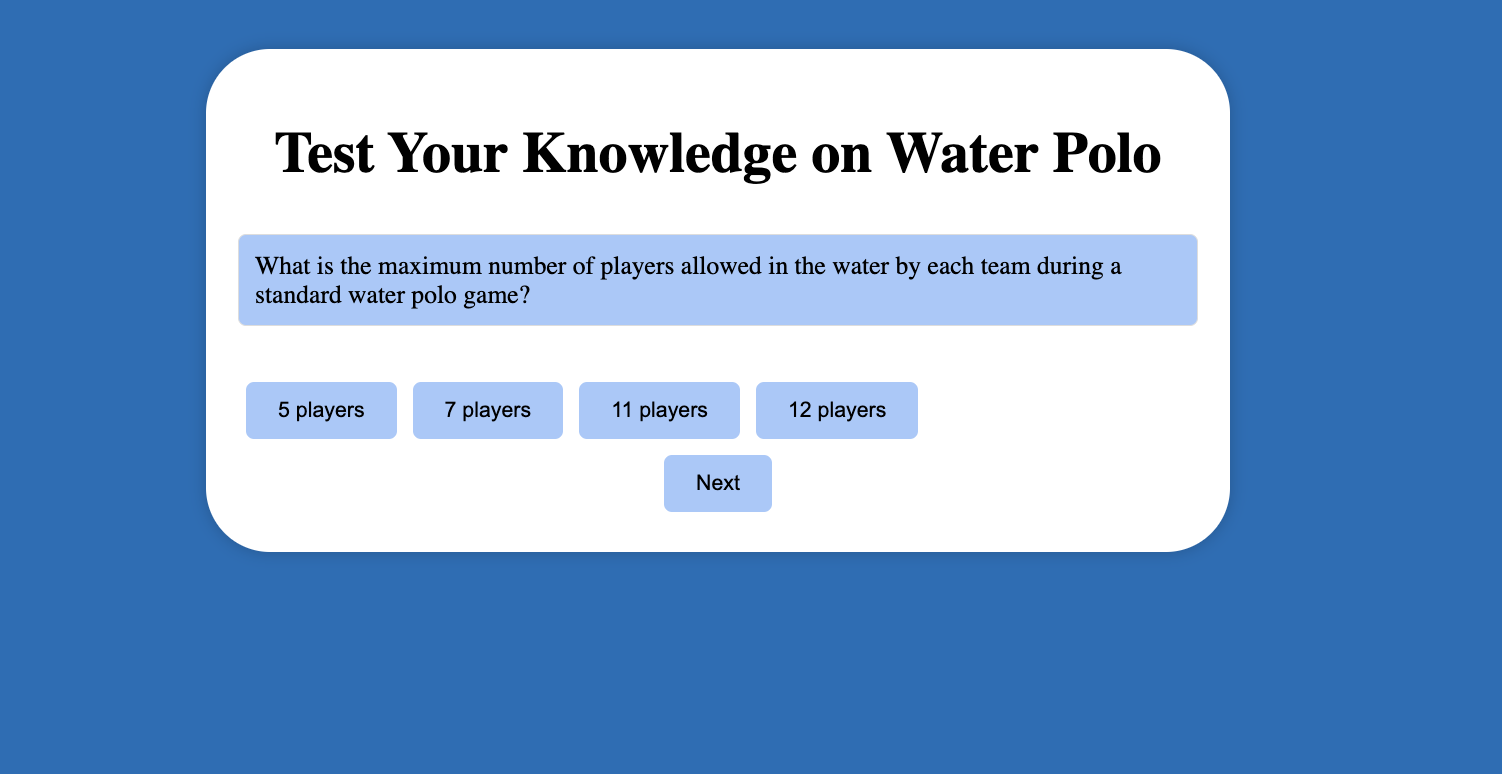 Test Your Knowledge on Water Polo
What is the maximum number of players allowed in the water by each team during a
standard water polo game?
5 players 7 players 11 players 12 players
Next